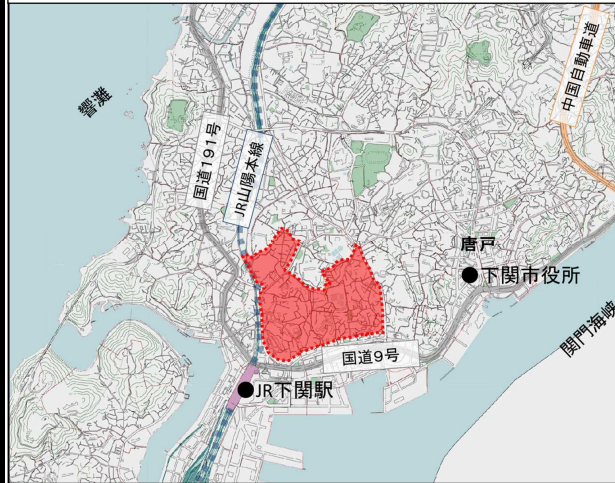 響灘
国道191号
JR山陽本線
中国自動車道
唐戸
下関市役所
関門海峡
国道9号
JR下関駅